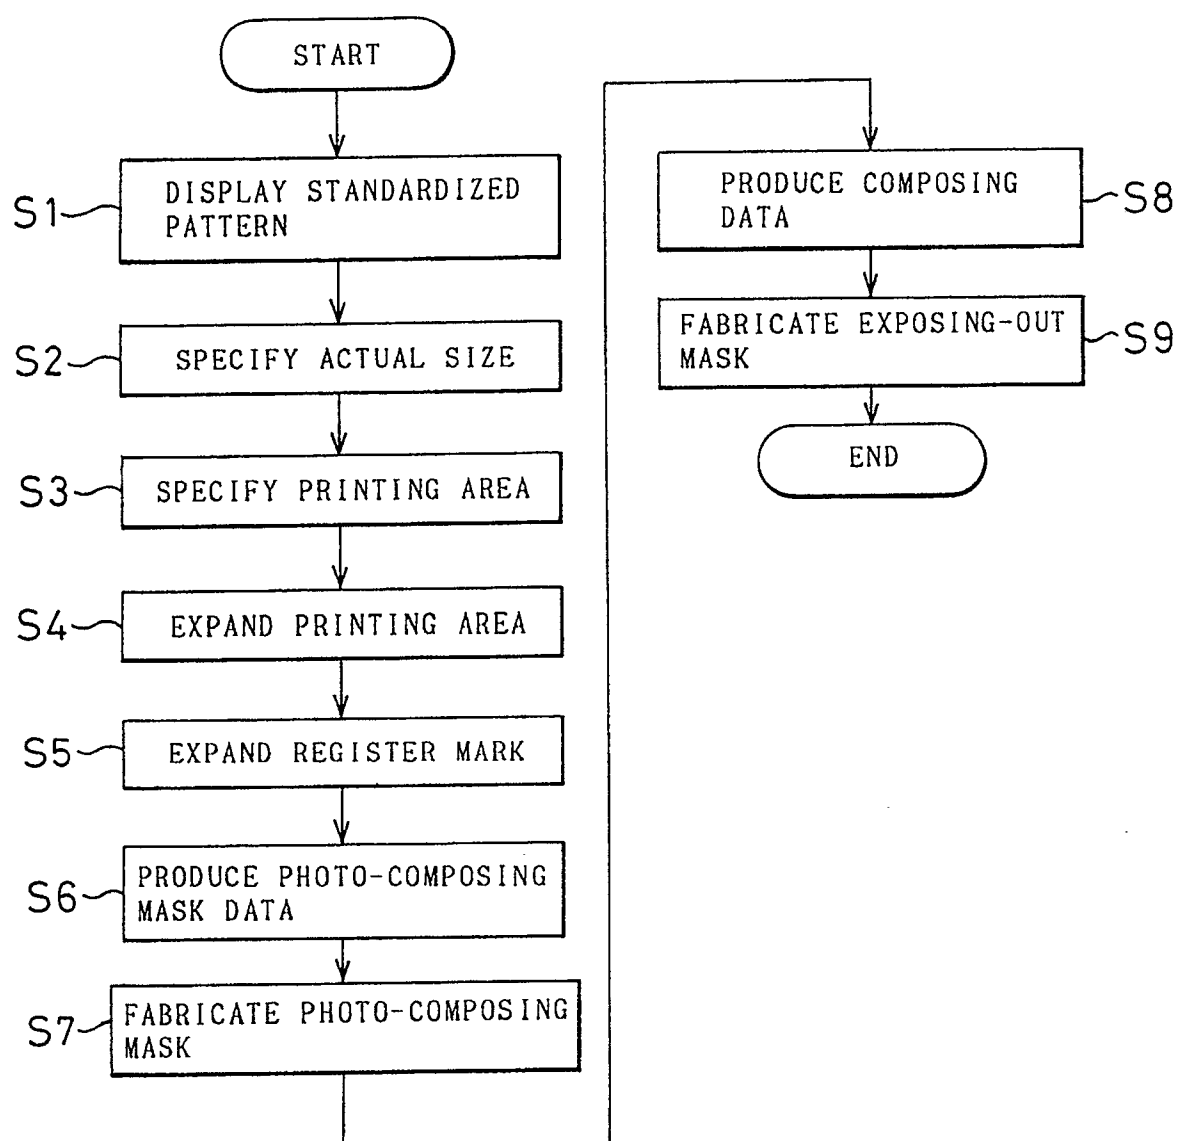 START
S1
DISPLAY STANDARDIZED
PATTERN
S2
SPECIFY ACTUAL SIZE
S3
SPECIFY PRINTING AREA
S4
EXPAND PRINTING AREA
S5
EXPAND REGISTER MARK
S6
PRODUCE PHOTO-COMPOSING
MASK DATA
S7
FABRICATE PHOTO-COMPOSING
MASK
PRODUCE COMPOSING
DATA
S8
FABRICATE EXPOSING-OUT
MASK
S9
END